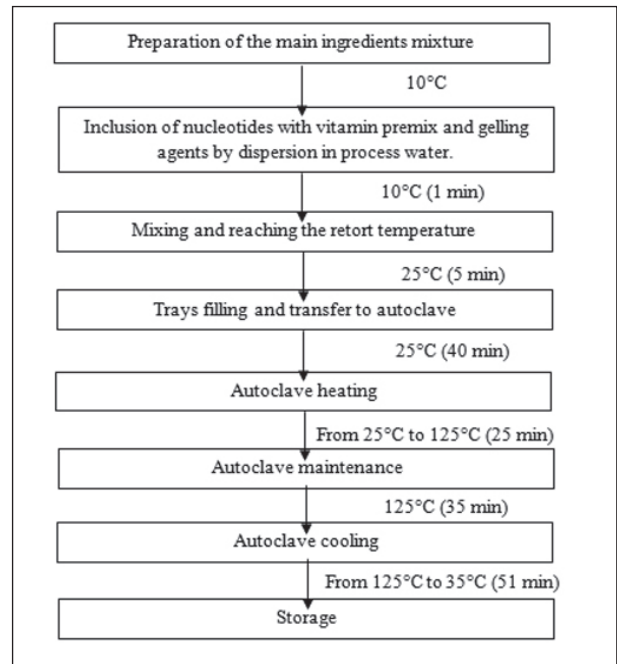 Preparation of the main ingredients mixture
10°C
Inclusion of nucleotides with vitamin premix and gelling
agents by dispersion in process water.
10°C (1 min)
Mixing and reaching the retort temperature
25°C (5 min)
Trays filling and transfer to autoclave
25°C (40 min)
Autoclave heating
From 25°C to 125°C (25 min)
Autoclave maintenance
125°C (35 min)
Autoclave cooling
From 125°C to 35°C (51 min)
Storage